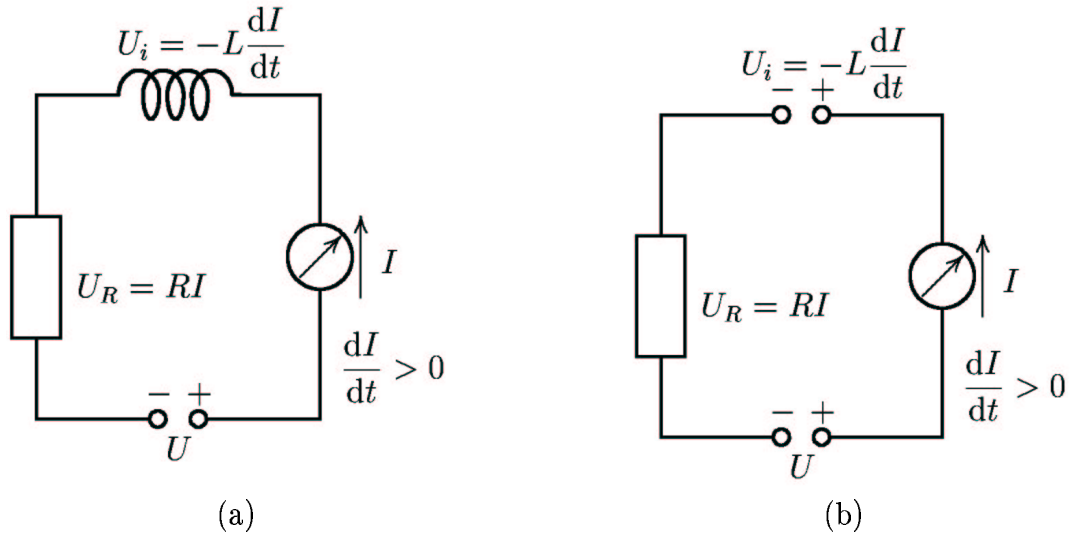 U_i = -L dI/dt
U_R = RI
I
dI/dt > 0
- +
U
(a)
U_i = -L dI/dt
- +
U_R = RI
I
dI/dt > 0
- +
U
(b)